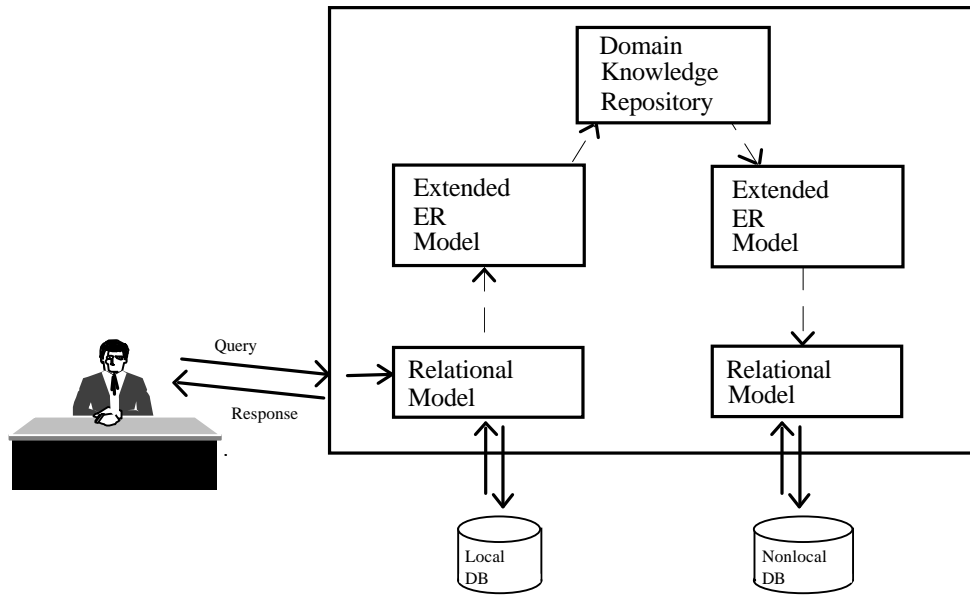 Domain
Knowledge
Repository
Extended
ER
Model
Extended
ER
Model
Query
Response
Relational
Model
Relational
Model
Local
DB
Nonlocal
DB